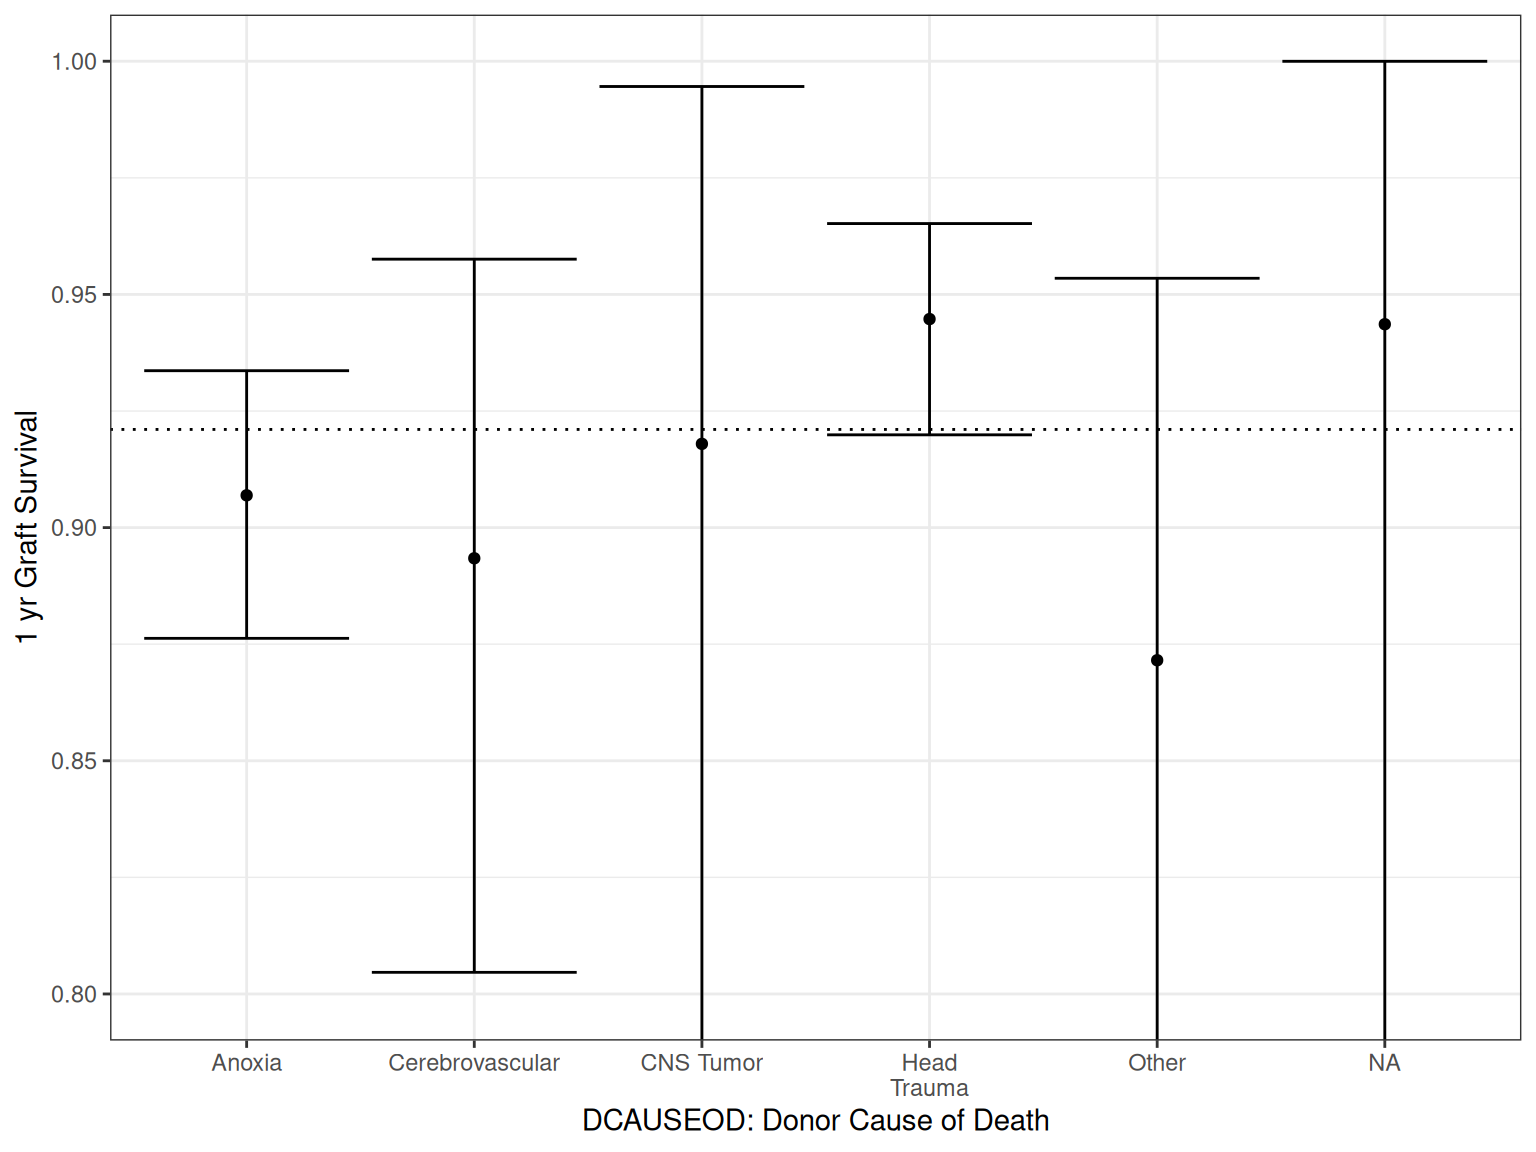 1.00
0.95
0.90
0.85
0.80
1 yr Graft Survival
Anoxia
Cerebrovascular
CNS Tumor
Head
Trauma
Other
NA
DCAUSEOD: Donor Cause of Death